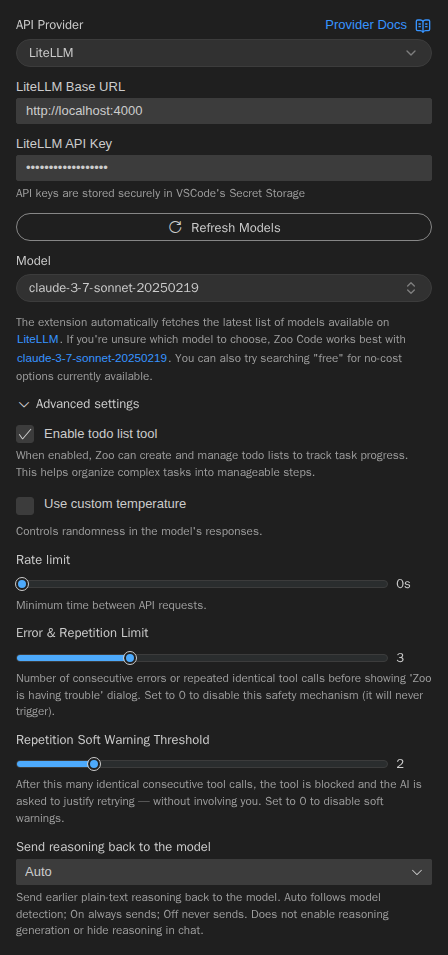 API Provider
Provider Docs
LiteLLM
LiteLLM Base URL
http://localhost:4000
LiteLLM API Key
••••••••••••••••••
API keys are stored securely in VSCode's Secret Storage
Refresh Models
Model
claude-3-7-sonnet-20250219
The extension automatically fetches the latest list of models available on
LiteLLM. If you're unsure which model to choose, Zoo Code works best with
claude-3-7-sonnet-20250219. You can also try searching "free" for no-cost
options currently available.
Advanced settings
Enable todo list tool
When enabled, Zoo can create and manage todo lists to track task progress.
This helps organize complex tasks into manageable steps.
Use custom temperature
Controls randomness in the model's responses.
Rate limit
0s
Minimum time between API requests.
Error & Repetition Limit
3
Number of consecutive errors or repeated identical tool calls before showing 'Zoo
is having trouble' dialog. Set to 0 to disable this safety mechanism (it will never
trigger).
Repetition Soft Warning Threshold
2
After this many identical consecutive tool calls, the tool is blocked and the AI is
asked to justify retrying — without involving you. Set to 0 to disable soft
warnings.
Send reasoning back to the model
Auto
Send earlier plain-text reasoning back to the model. Auto follows model
detection; On always sends; Off never sends. Does not enable reasoning
generation or hide reasoning in chat.